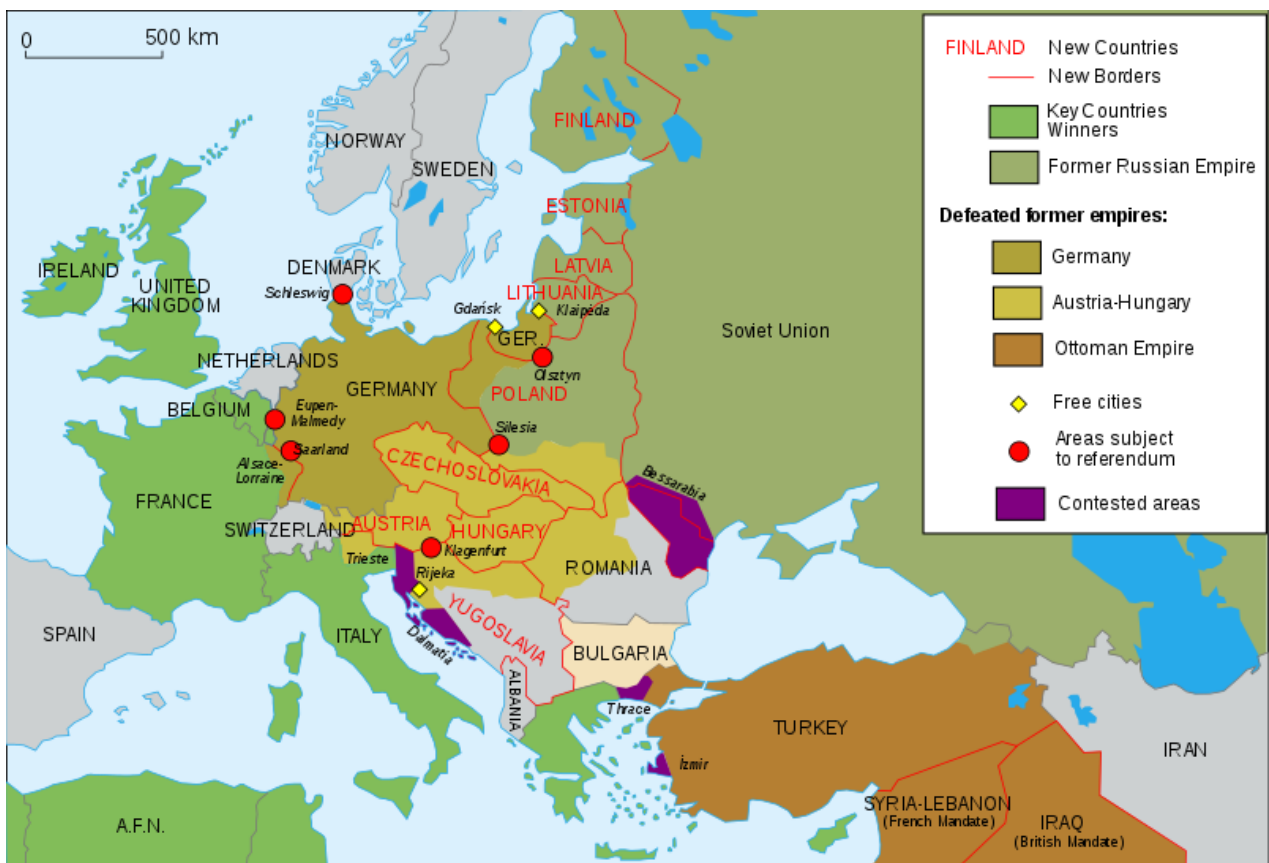 0 500 km
FINLAND New Countries
New Borders
Key Countries
Winners
Former Russian Empire
Defeated former empires:
Germany
Austria-Hungary
Ottoman Empire
Free cities
Areas subject
to referendum
Contested areas
NORWAY
SWEDEN
FINLAND
ESTONIA
LATVIA
LITHUANIA
Klaipėda
IRELAND
UNITED
KINGDOM
DENMARK
Schleswig
Gdańsk
GER.
Olsztyn
Soviet Union
NETHERLANDS
GERMANY
POLAND
BELGIUM
Eupen-
Malmedy
Silesia
Saarland
Alsace-
Lorraine
CZECHOSLOVAKIA
Bessarabia
FRANCE
SWITZERLAND
AUSTRIA
HUNGARY
Klagenfurt
Trieste
Rijeka
ROMANIA
YUGOSLAVIA
SPAIN
ITALY
Dalmatia
BULGARIA
ALBANIA
Thrace
TURKEY
İzmir
IRAN
SYRIA-LEBANON
(French Mandate)
IRAQ
(British Mandate)
A.F.N.